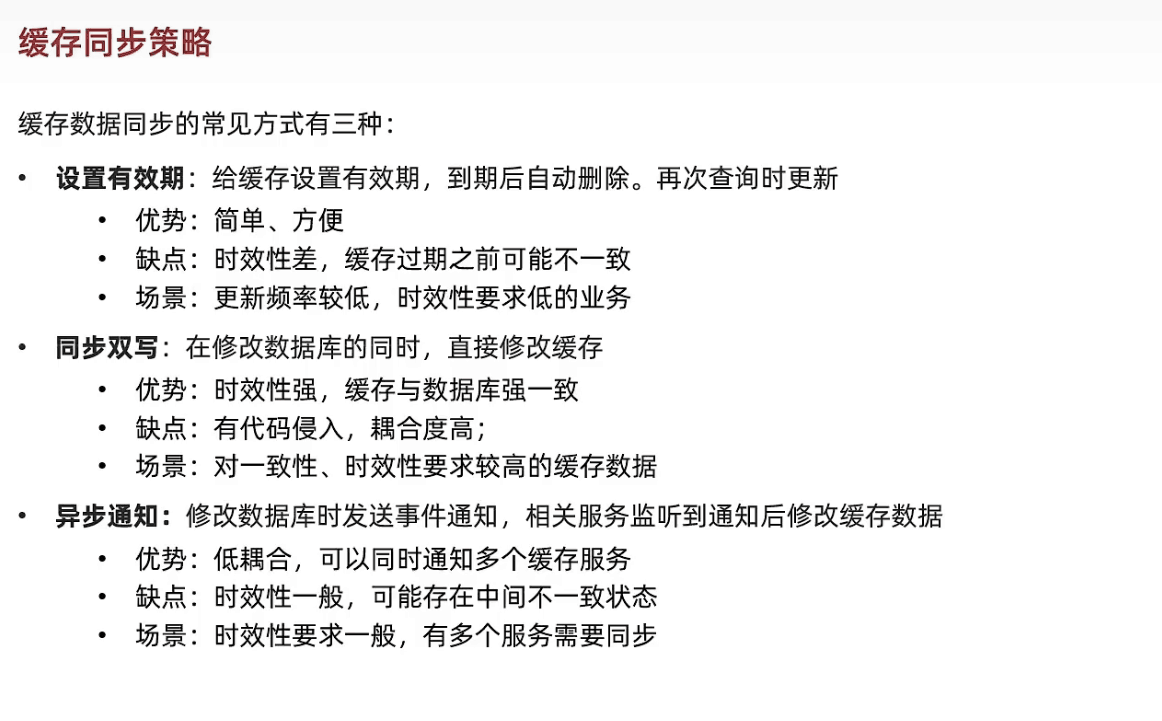 缓存同步策略
缓存数据同步的常见方式有三种：
• 设置有效期：给缓存设置有效期，到期后自动删除。再次查询时更新
• 优势：简单、方便
• 缺点：时效性差，缓存过期之前可能不一致
• 场景：更新频率较低，时效性要求低的业务
• 同步双写：在修改数据库的同时，直接修改缓存
• 优势：时效性强，缓存与数据库强一致
• 缺点：有代码侵入，耦合度高；
• 场景：对一致性、时效性要求较高的缓存数据
• 异步通知：修改数据库时发送事件通知，相关服务监听到通知后修改缓存数据
• 优势：低耦合，可以同时通知多个缓存服务
• 缺点：时效性一般，可能存在中间不一致状态
• 场景：时效性要求一般，有多个服务需要同步